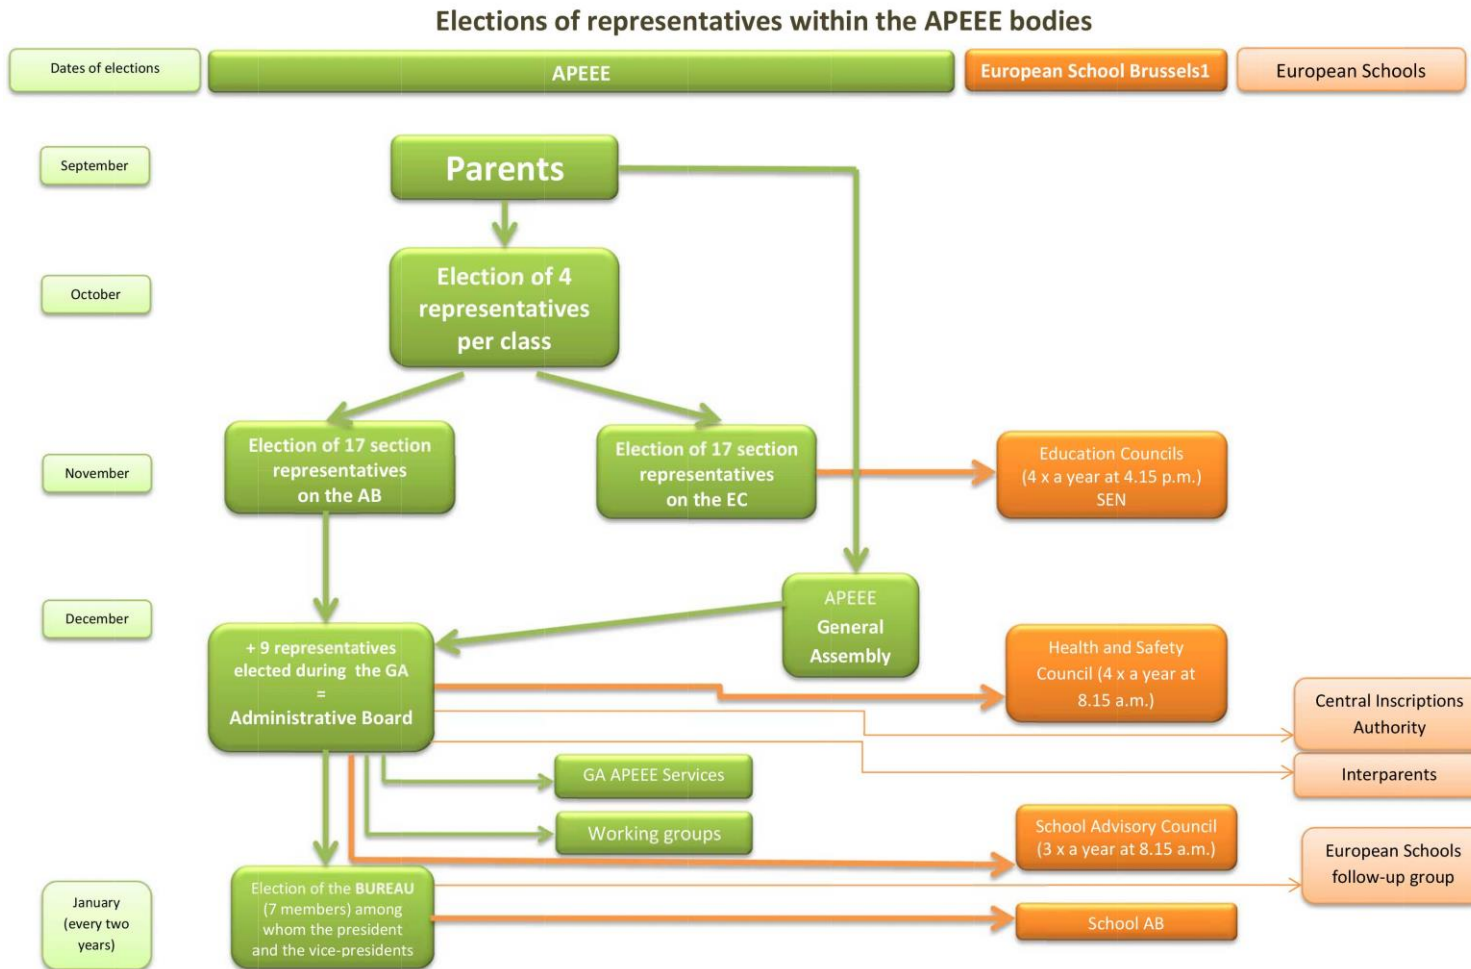 Elections of representatives within the APEEE bodies
Dates of elections
APEEE
European School Brussels1
European Schools
September
Parents
October
Election of 4
representatives
per class
November
Election of 17 section
representatives
on the AB
Election of 17 section
representatives
on the EC
Education Councils
(4 x a year at 4.15 p.m.)
SEN
December
APEEE
General
Assembly
+ 9 representatives
elected during the GA
=
Administrative Board
Health and Safety
Council (4 x a year at
8.15 a.m.)
Central Inscriptions
Authority
Interparents
GA APEEE Services
Working groups
School Advisory Council
(3 x a year at 8.15 a.m.)
European Schools
follow-up group
January
(every two
years)
Election of the BUREAU
(7 members) among
whom the president
and the vice-presidents
School AB